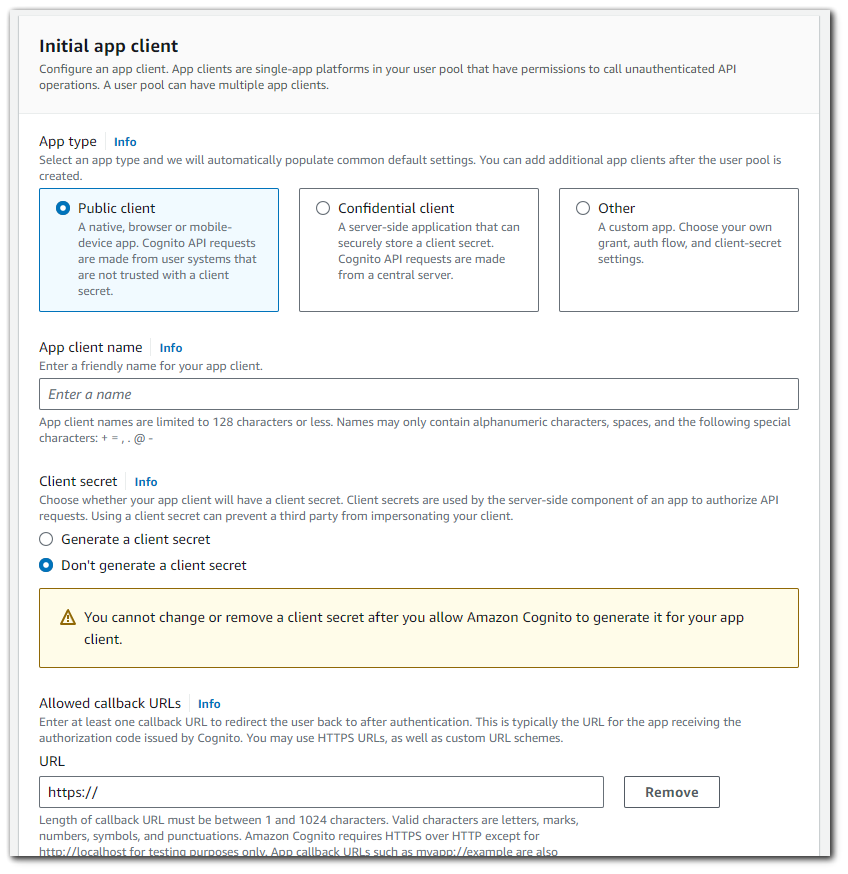 Initial app client
Configure an app client. App clients are single-app platforms in your user pool that have permissions to call unauthenticated API
operations. A user pool can have multiple app clients.
App type Info
Select an app type and we will automatically populate common default settings. You can add additional app clients after the user pool is
created.
Public client
A native, browser or mobile-
device app. Cognito API requests
are made from user systems that
are not trusted with a client
secret.
Confidential client
A server-side application that can
securely store a client secret.
Cognito API requests are made
from a central server.
Other
A custom app. Choose your own
grant, auth flow, and client-secret
settings.
App client name Info
Enter a friendly name for your app client.
Enter a name
App client names are limited to 128 characters or less. Names may only contain alphanumeric characters, spaces, and the following special
characters: + = , . @ -
Client secret Info
Choose whether your app client will have a client secret. Client secrets are used by the server-side component of an app to authorize API
requests. Using a client secret can prevent a third party from impersonating your client.
Generate a client secret
Don't generate a client secret
You cannot change or remove a client secret after you allow Amazon Cognito to generate it for your app
client.
Allowed callback URLs Info
Enter at least one callback URL to redirect the user back to after authentication. This is typically the URL for the app receiving the
authorization code issued by Cognito. You may use HTTPS URLs, as well as custom URL schemes.
URL
https:// Remove
Length of callback URL must be between 1 and 1024 characters. Valid characters are letters, marks,
numbers, symbols, and punctuations. Amazon Cognito requires HTTPS over HTTP except for
http://localhost for testing purposes only. App callback URLs such as myapp://example are also